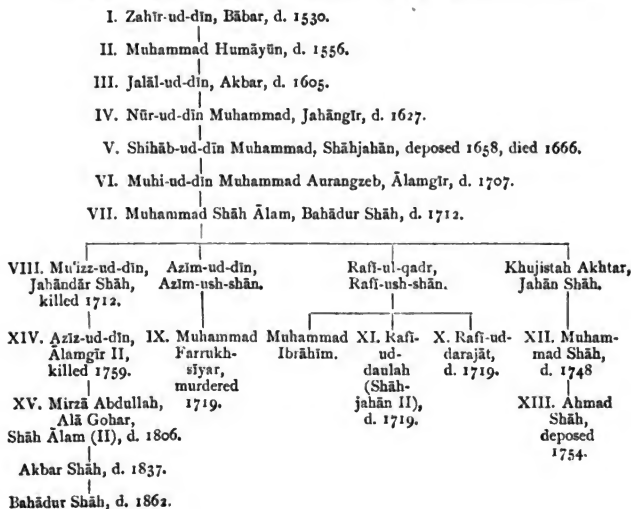 I. Zahīr-ud-dīn, Bābar, d. 1530.
II. Muhammad Humāyūn, d. 1556.
III. Jalāl-ud-dīn, Akbar, d. 1605.
IV. Nūr-ud-dīn Muhammad, Jahāngīr, d. 1627.
V. Shihāb-ud-dīn Muhammad, Shāhjahān, deposed 1658, died 1666.
VI. Muhi-ud-dīn Muhammad Aurangzeb, Ālamgīr, d. 1707.
VII. Muhammad Shāh Ālam, Bahādur Shāh, d. 1712.
VIII. Mu'izz-ud-dīn,
Jahāndār Shāh,
killed 1712.
Azīm-ud-dīn,
Azīm-ush-shān.
Rafī-ul-qadr,
Rafī-ush-shān.
Khujistah Akhtar,
Jahān Shāh.
XIV. Azīz-ud-dīn,
Ālamgīr II,
killed 1759.
IX. Muhammad
Farrukh-
sīyar,
murdered
1719.
Muhammad
Ibrāhīm.
XI. Rafī-
ud-
daulah
(Shāh-
jahān II),
d. 1719.
X. Rafī-ud-
darajāt,
d. 1719.
XII. Muham-
mad Shāh,
d. 1748
XV. Mirzā Abdullah,
Alā Gohar,
Shāh Ālam (II), d. 1806.
XIII. Ahmad
Shāh,
deposed
1754.
Akbar Shāh, d. 1837.
Bahādur Shāh, d. 1862.